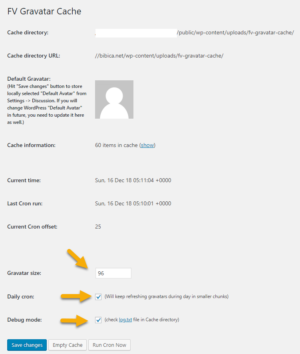 FV Gravatar Cache
Cache directory: /public/wp-content/uploads/fv-gravatar-cache/
Cache directory URL: //tidoca.net/wp-content/uploads/fv-gravatar-cache/
Default Gravatar:
(Hit "Save changes" button to store
locally selected "Default Avatar" from
Settings -> Discussion. If you will
change WordPress "Default Avatar"
in future, you need to update it here
as well.)
Cache information: 60 items in cache (show)
Current time: Sun, 16 Dec 18 05:11:04 +0000
Last Cron run: Sun, 16 Dec 18 05:10:01 +0000
Current Cron offset: 25
Gravatar size: 96
Daily cron: (Will keep refreshing gravatars during day in smaller chunks)
Debug mode: (check log.txt file in Cache directory)
Save changes Empty Cache Run Cron Now